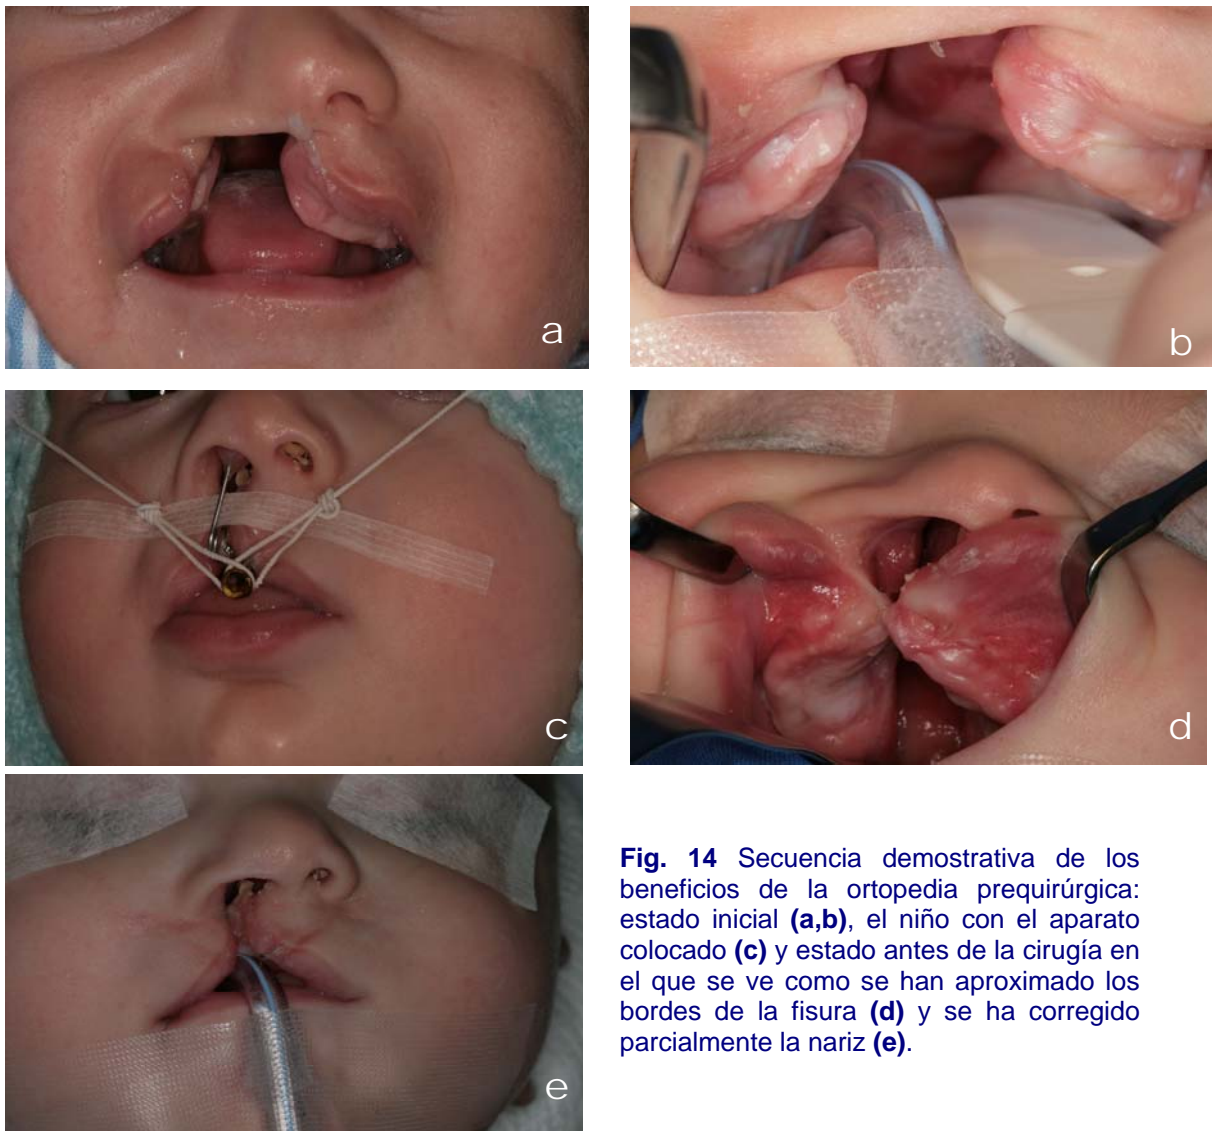 a
b
c
d
e
Fig. 14 Secuencia demostrativa de los
beneficios de la ortopedia prequirúrgica:
estado inicial (a,b), el niño con el aparato
colocado (c) y estado antes de la cirugía en
el que se ve como se han aproximado los
bordes de la fisura (d) y se ha corregido
parcialmente la nariz (e).